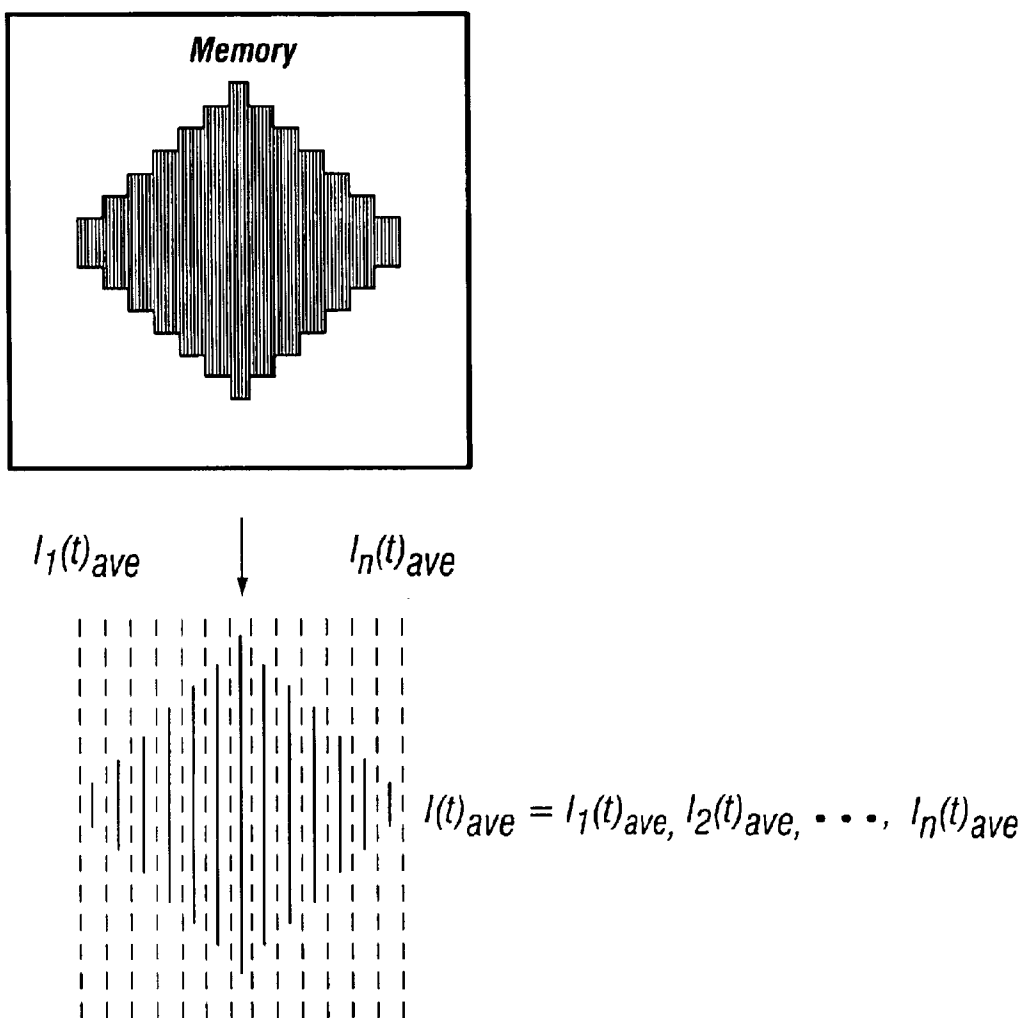 Memory
I1(t)ave In(t)ave
I(t)ave = I1(t)ave, I2(t)ave, • • •, In(t)ave